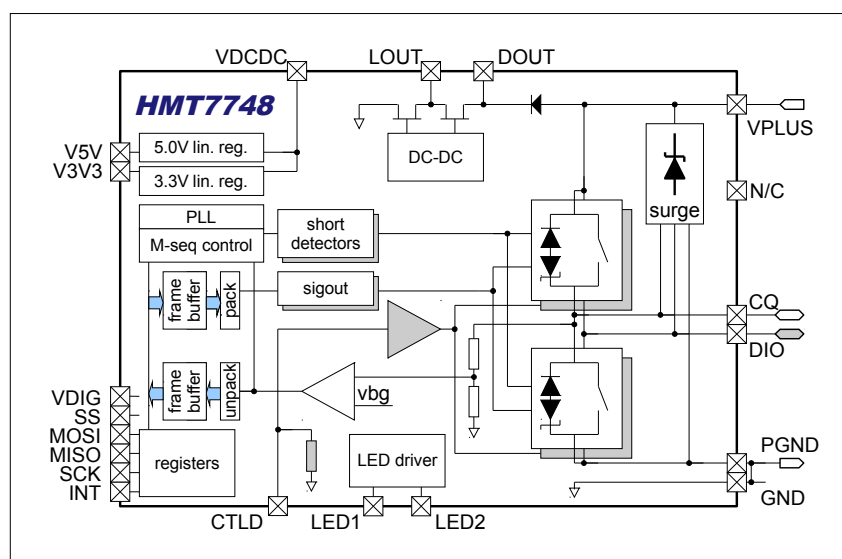 VDCDC
LOUT
DOUT
HMT7748
VPLUS
V5V
5.0V lin. reg.
DC-DC
V3V3
3.3V lin. reg.
N/C
surge
PLL
short
detectors
M-seq control
frame
buffer
pack
sigout
CQ
DIO
frame
buffer
unpack
vbg
VDIG
SS
MOSI
MISO
SCK
INT
registers
LED driver
PGND
GND
CTLD
LED1
LED2